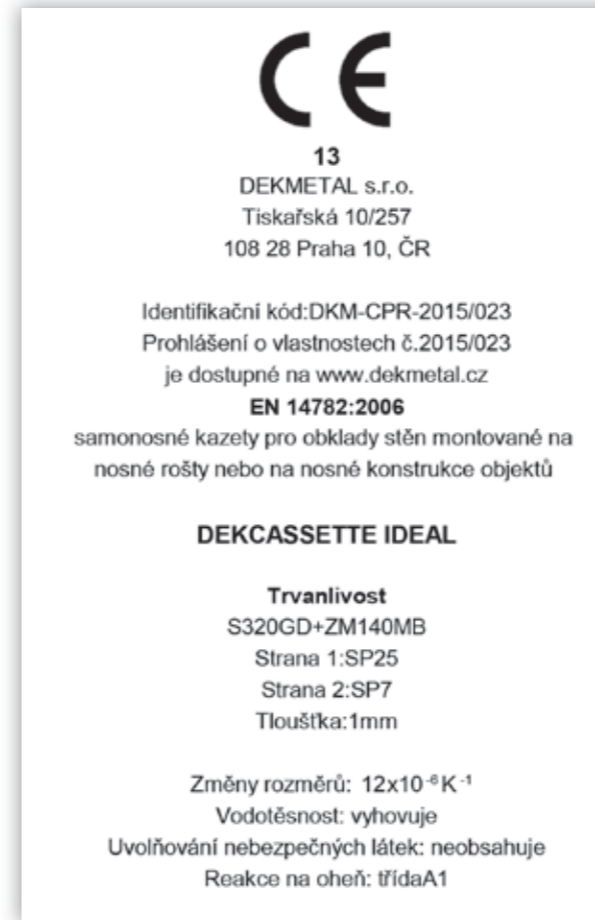 CE
13
DEKMETAL s.r.o.
Tiskařská 10/257
108 28 Praha 10, ČR
Identifikační kód:DKM-CPR-2015/023
Prohlášení o vlastnostech č.2015/023
je dostupné na www.dekmetal.cz
EN 14782:2006
samonosné kazety pro obklady stěn montované na
nosné rošty nebo na nosné konstrukce objektů
DEKCASSETTE IDEAL
Trvanlivost
S320GD+ZM140MB
Strana 1:SP25
Strana 2:SP7
Tloušťka:1mm
Změny rozměrů: 12x10⁻⁶ K⁻¹
Vodotěsnost: vyhovuje
Uvolňování nebezpečných látek: neobsahuje
Reakce na oheň: třídaA1